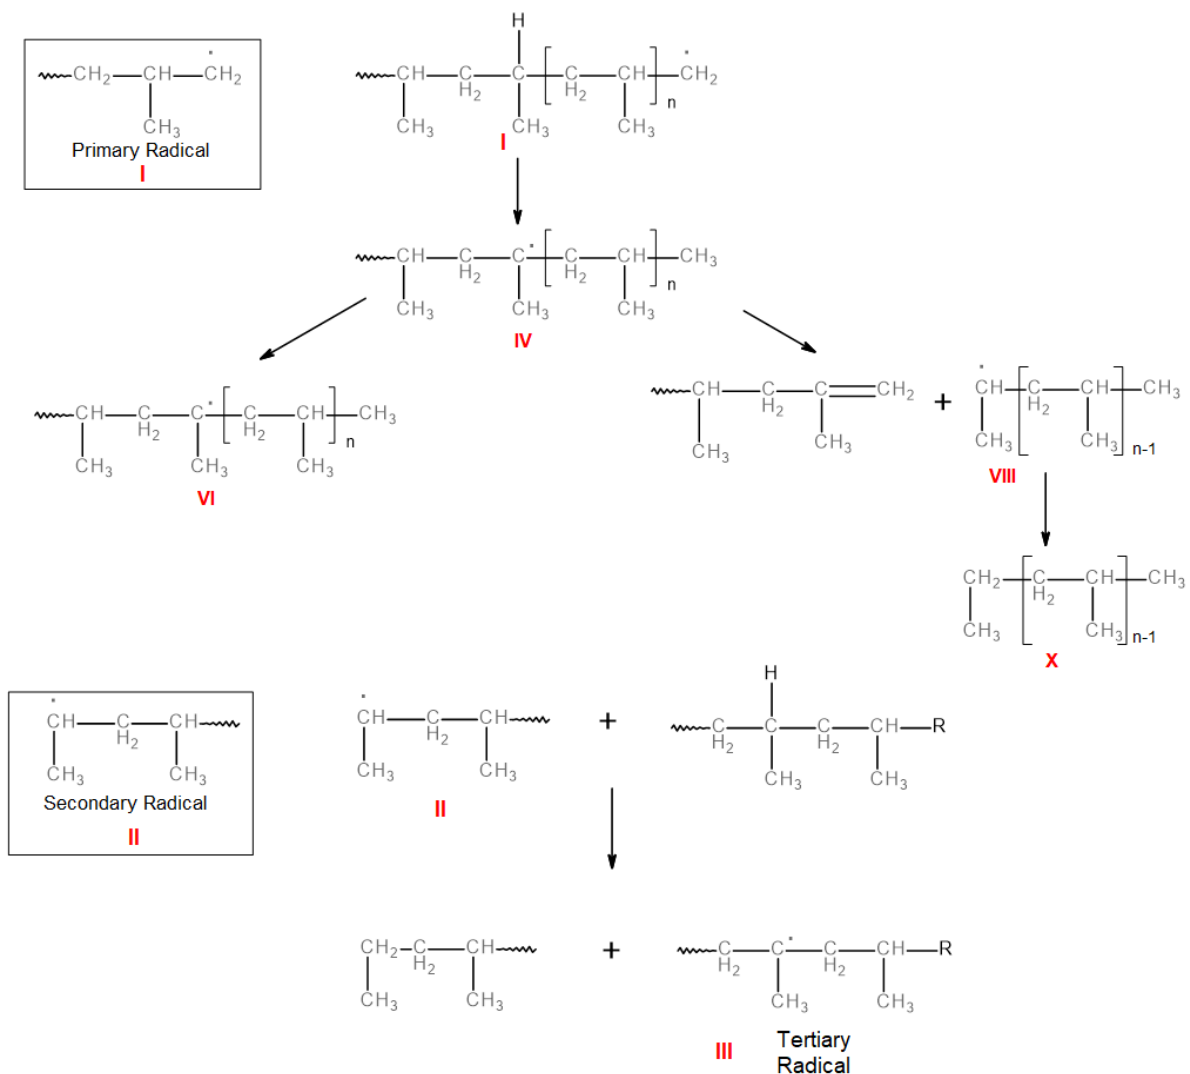 H
•
CH2 CH CH2
CH3
Primary Radical
I
•
CH C H2 C C H2 CH n CH2
CH3 CH3 CH3
I
CH C H2 C • C H2 CH n CH3
CH3 CH3 CH3
IV
CH C H2 C • C H2 CH n CH3
CH3 CH3 CH3
VI
CH C H2 C CH2
CH3 CH3
+
•
CH C H2 CH CH3
CH3 CH3 n-1
VIII
CH2 C H2 CH CH3
CH3 CH3 n-1
X
•
CH C H2 CH
CH3 CH3
Secondary Radical
II
•
CH C H2 CH
CH3 CH3
II
+
H
C H2 C C H2 CH R
CH3 CH3
CH2 C H2 CH
CH3 CH3
+
C H2 C • C H2 CH R
CH3 CH3
III
Tertiary
Radical